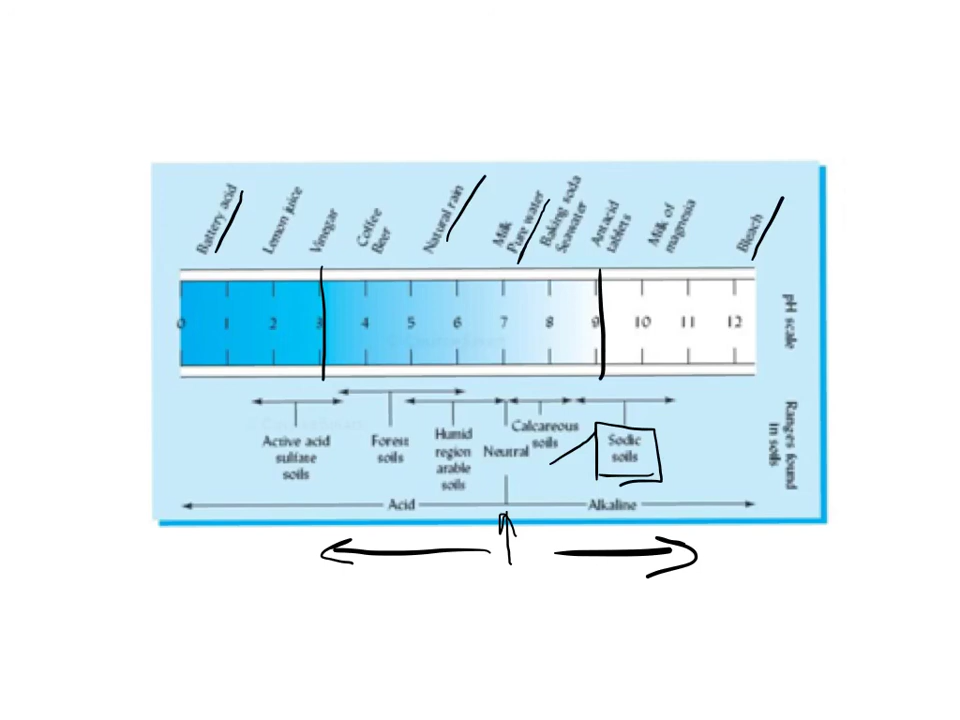 Battery acid
Lemon juice
Vinegar
Coffee
Beer
Natural rain
Milk
Pure water
Baking soda
Seawater
Antacid
tablets
Milk of
magnesia
Bleach
0 1 2 3 4 5 6 7 8 9 10 11 12
pH scale
Active acid
sulfate
soils
Forest
soils
Humid
region
arable
soils
Neutral
Calcareous
soils
Sodic
soils
Ranges found
in soils
Acid
Alkaline